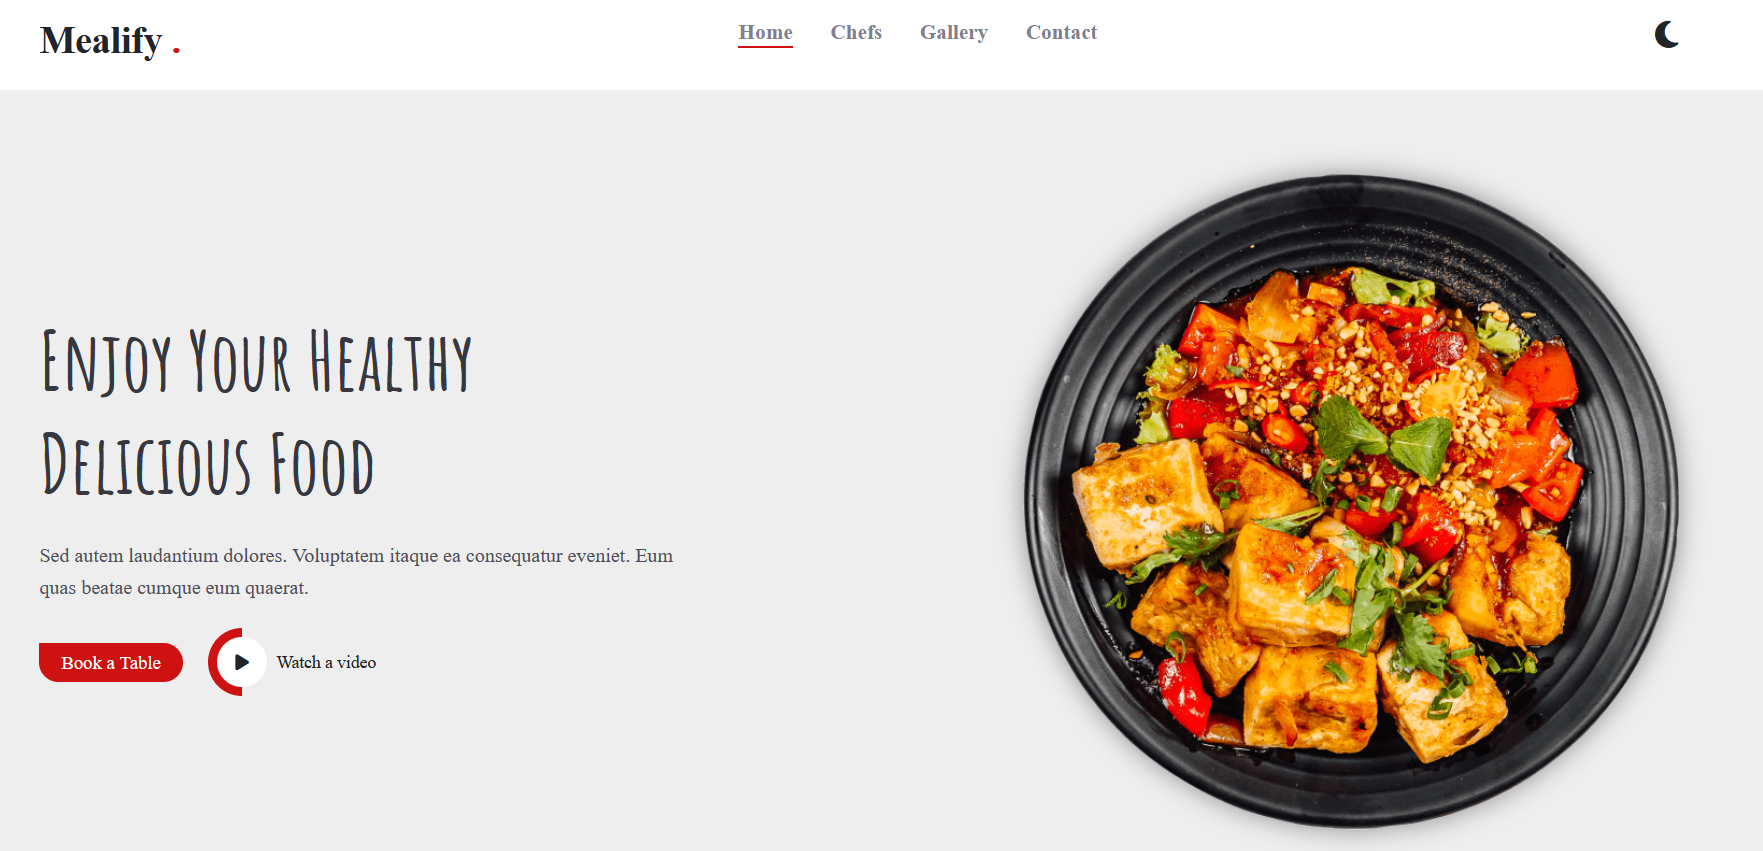 Mealify .
Home Chefs Gallery Contact
Enjoy Your Healthy
Delicious Food
Sed autem laudantium dolores. Voluptatem itaque ea consequatur eveniet. Eum
quas beatae cumque eum quaerat.
Book a Table Watch a video